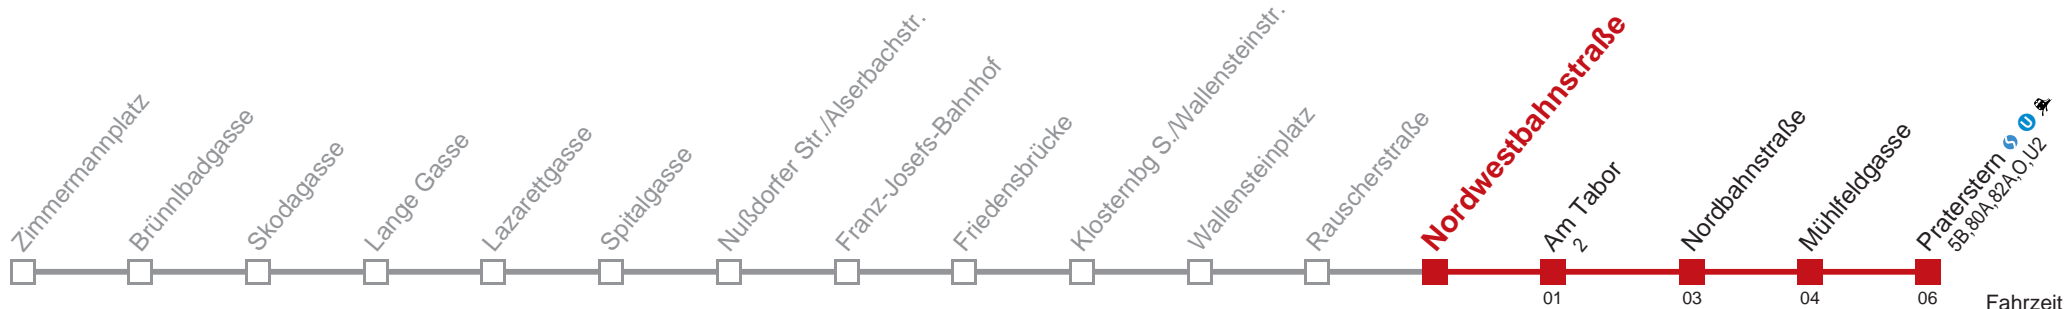 Zimmermannplatz
Brünnlbadgasse
Skodagasse
Lange Gasse
Lazarettgasse
Spitalgasse
Nußdorfer Str./Alserbachstr.
Franz-Josefs-Bahnhof
Friedensbrücke
Klosternbg S./Wallensteinstr.
Wallensteinplatz
Rauscherstraße
Nordwestbahnstraße
Am Tabor
2
Nordbahnstraße
Mühlfeldgasse
Praterstern S U
5B,80A,82A,O,U2
01
03
04
06
Fahrzeit